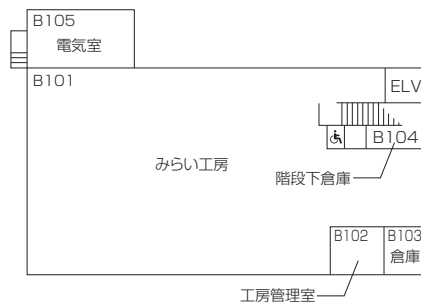 B105
電気室
B101
ELV
B104
みらい工房
階段下倉庫
B102
B103
倉庫
工房管理室